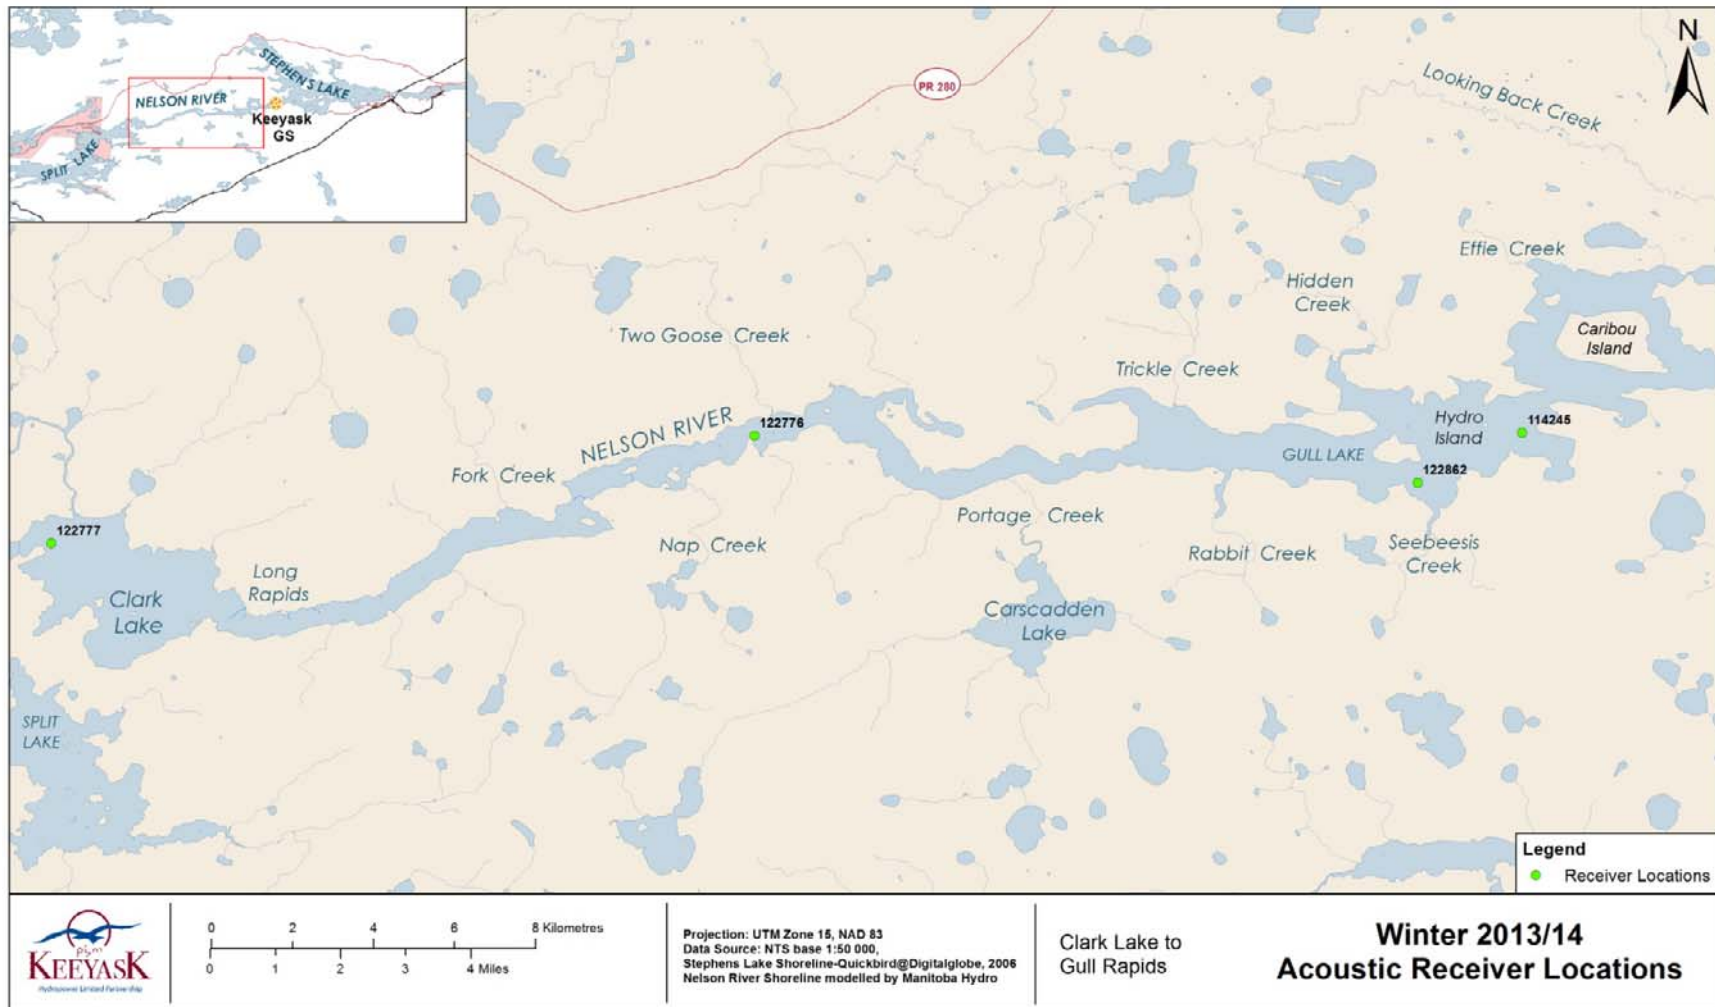 STEPHENS LAKE
NELSON RIVER
Keeyask
GS
SPLIT LAKE
PR 280
N
Looking Back Creek
Effie Creek
Hidden
Creek
Caribou
Island
Two Goose Creek
Trickle Creek
NELSON RIVER
122776
Hydro
Island
114245
GULL LAKE
122862
Fork Creek
Portage Creek
122777
Nap Creek
Rabbit Creek
Seebeesis
Creek
Long
Rapids
Clark
Lake
Carscadden
Lake
SPLIT
LAKE
Legend
Receiver Locations
KEEYASK
Hydropower Limited Partnership
0 2 4 6 8 Kilometres
0 1 2 3 4 Miles
Projection: UTM Zone 15, NAD 83
Data Source: NTS base 1:50 000,
Stephens Lake Shoreline-Quickbird@Digitalglobe, 2006
Nelson River Shoreline modelled by Manitoba Hydro
Clark Lake to
Gull Rapids
Winter 2013/14
Acoustic Receiver Locations